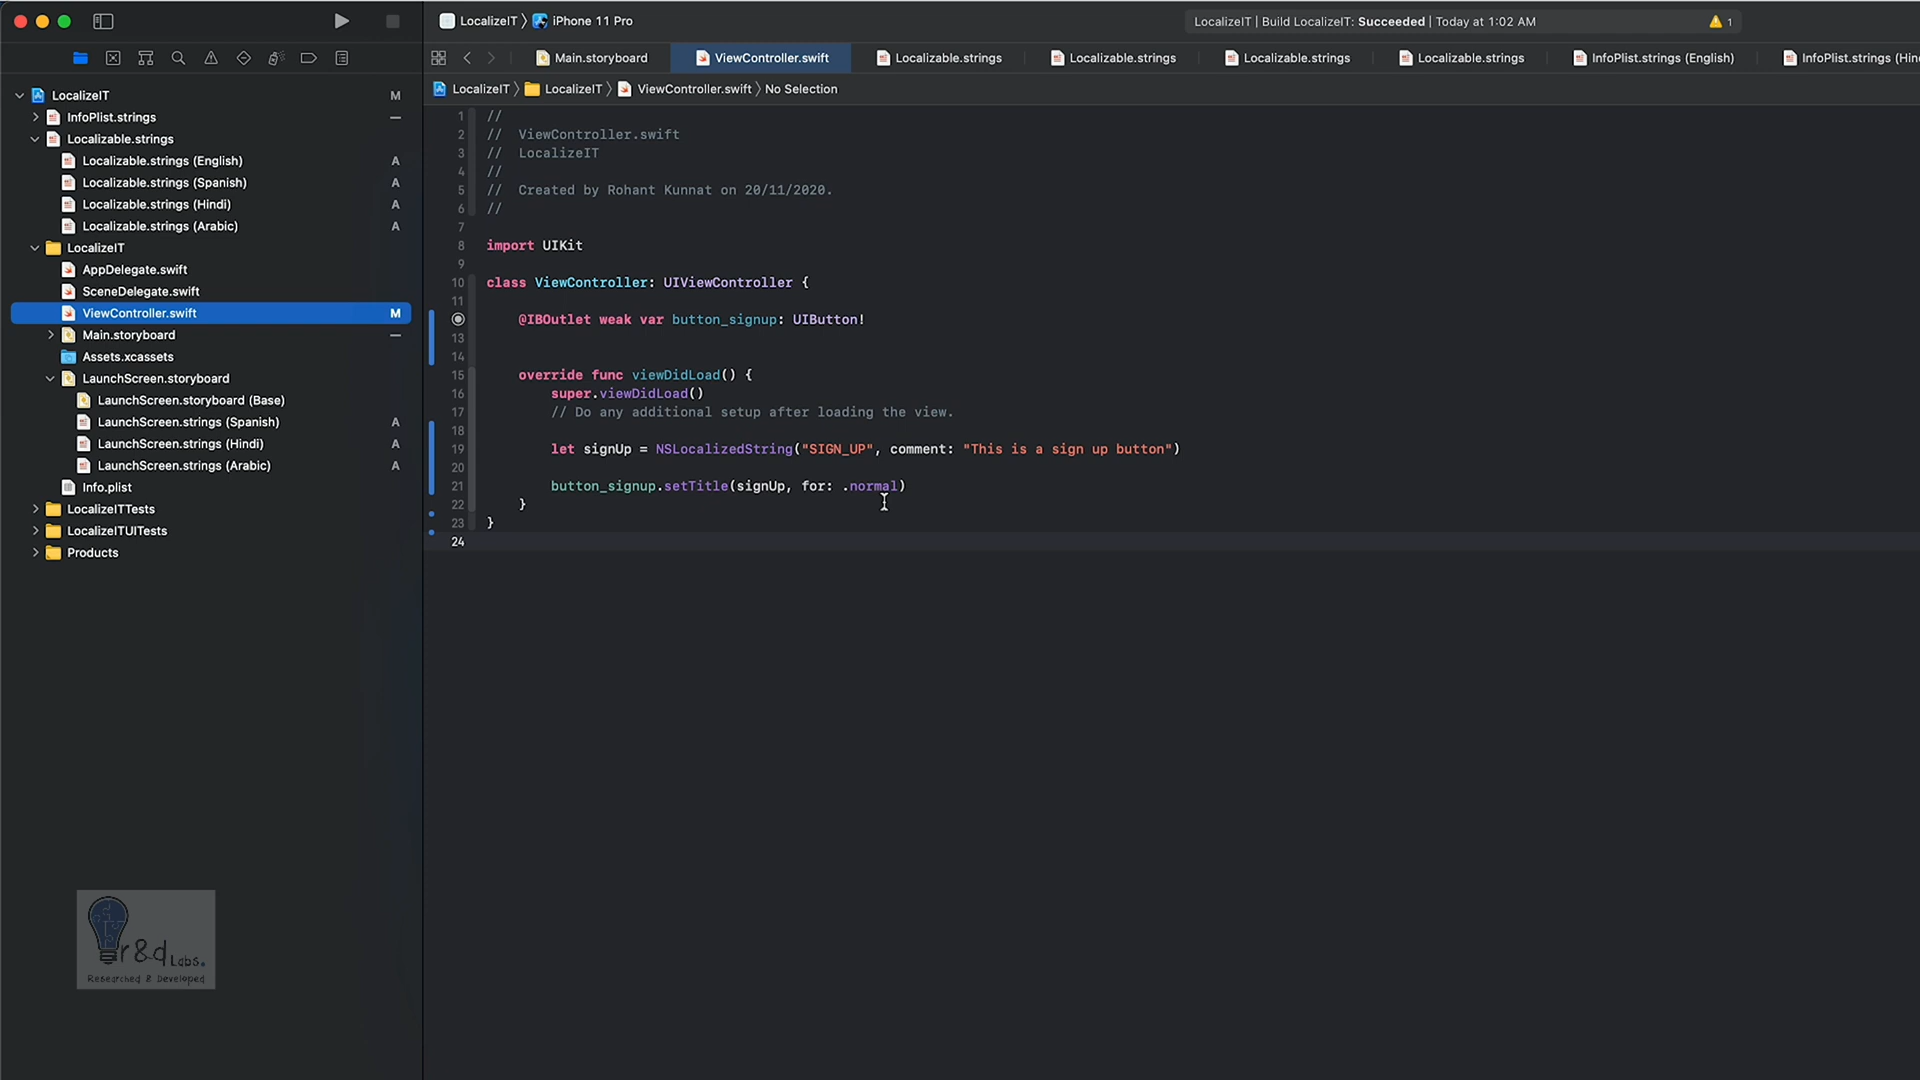 LocalizeIT 〉 iPhone 11 Pro
LocalizeIT | Build LocalizeIT: Succeeded | Today at 1:02 AM
1
Main.storyboard
ViewController.swift
Localizable.strings
Localizable.strings
Localizable.strings
Localizable.strings
InfoPlist.strings (English)
InfoPlist.strings (Hin
LocalizeIT 〉 LocalizeIT 〉 ViewController.swift 〉 No Selection
LocalizeIT M
InfoPlist.strings
Localizable.strings
Localizable.strings (English) A
Localizable.strings (Spanish) A
Localizable.strings (Hindi) A
Localizable.strings (Arabic) A
LocalizeIT
AppDelegate.swift
SceneDelegate.swift
ViewController.swift M
Main.storyboard
Assets.xcassets
LaunchScreen.storyboard
LaunchScreen.storyboard (Base)
LaunchScreen.strings (Spanish) A
LaunchScreen.strings (Hindi) A
LaunchScreen.strings (Arabic) A
Info.plist
LocalizeITTests
LocalizeITUITests
Products
1 //
2 //  ViewController.swift
3 //  LocalizeIT
4 //
5 //  Created by Rohant Kunnat on 20/11/2020.
6 //
7
8 import UIKit
9
10 class ViewController: UIViewController {
11
@IBOutlet weak var button_signup: UIButton!
13
14
15 override func viewDidLoad() {
16 super.viewDidLoad()
17 // Do any additional setup after loading the view.
18
19 let signUp = NSLocalizedString("SIGN_UP", comment: "This is a sign up button")
20
21 button_signup.setTitle(signUp, for: .normal)
22 }
23 }
24
r&d Labs.
Researched & Developed